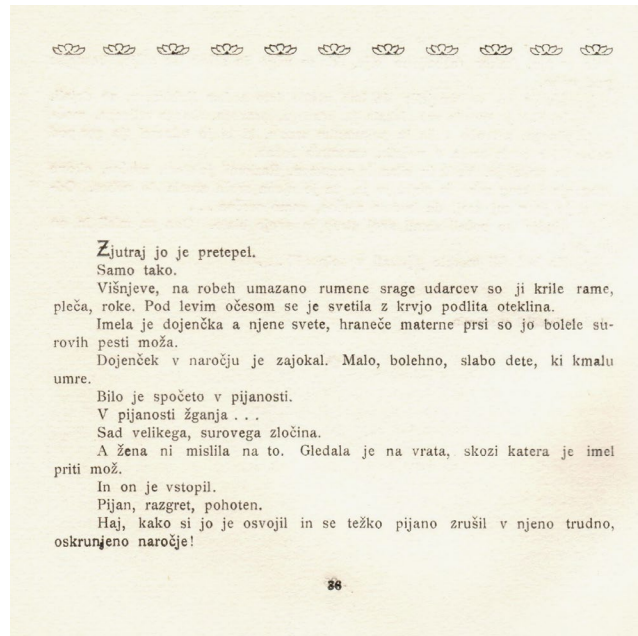 Zjutraj jo je pretepel.
Samo tako.
Višnjeve, na robeh umazano rumene srage udarcev so ji krile rame,
pleča, roke. Pod levim očesom se je svetila z krvjo podlita oteklina.
Imela je dojenčka a njene svete, hraneče materne prsi so jo bolele su-
rovih pesti moža.
Dojenček v naročju je zajokal. Malo, bolehno, slabo dete, ki kmalu
umre.
Bilo je spočeto v pijanosti.
V pijanosti žganja . . .
Sad velikega, surovega zločina.
A žena ni mislila na to. Gledala je na vrata, skozi katera je imel
priti mož.
In on je vstopil.
Pijan, razgret, pohoten.
Haj, kako si jo je osvojil in se težko pijano zrušil v njeno trudno,
oskrunjeno naročje!
36